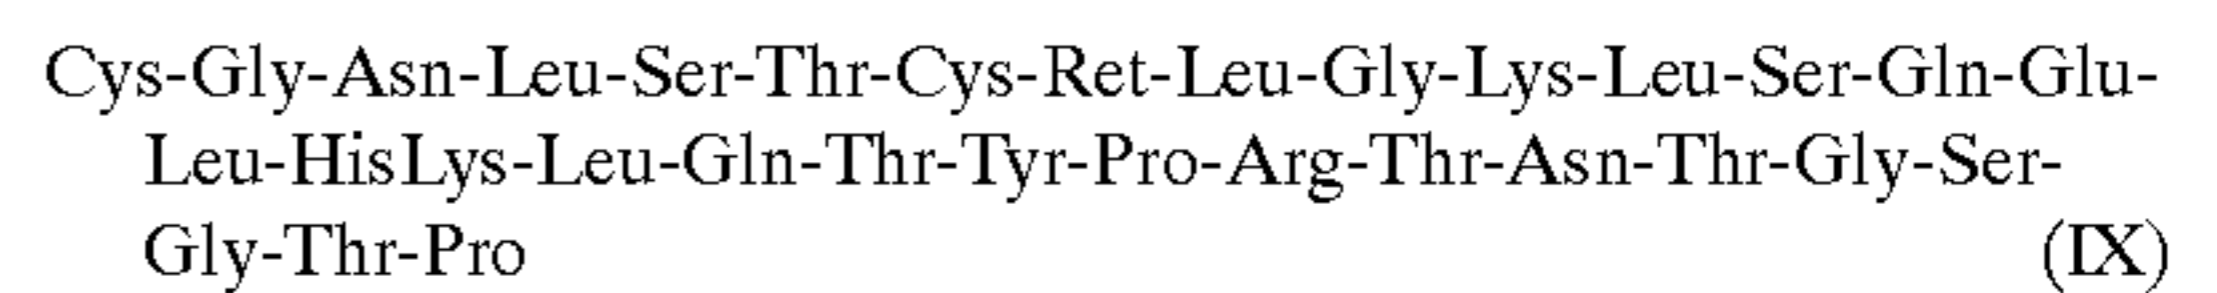 Cys-Gly-Asn-Leu-Ser-Thr-Cys-Ret-Leu-Gly-Lys-Leu-Ser-Gln-Glu-
Leu-HisLys-Leu-Gln-Thr-Tyr-Pro-Arg-Thr-Asn-Thr-Gly-Ser-
Gly-Thr-Pro (IX)